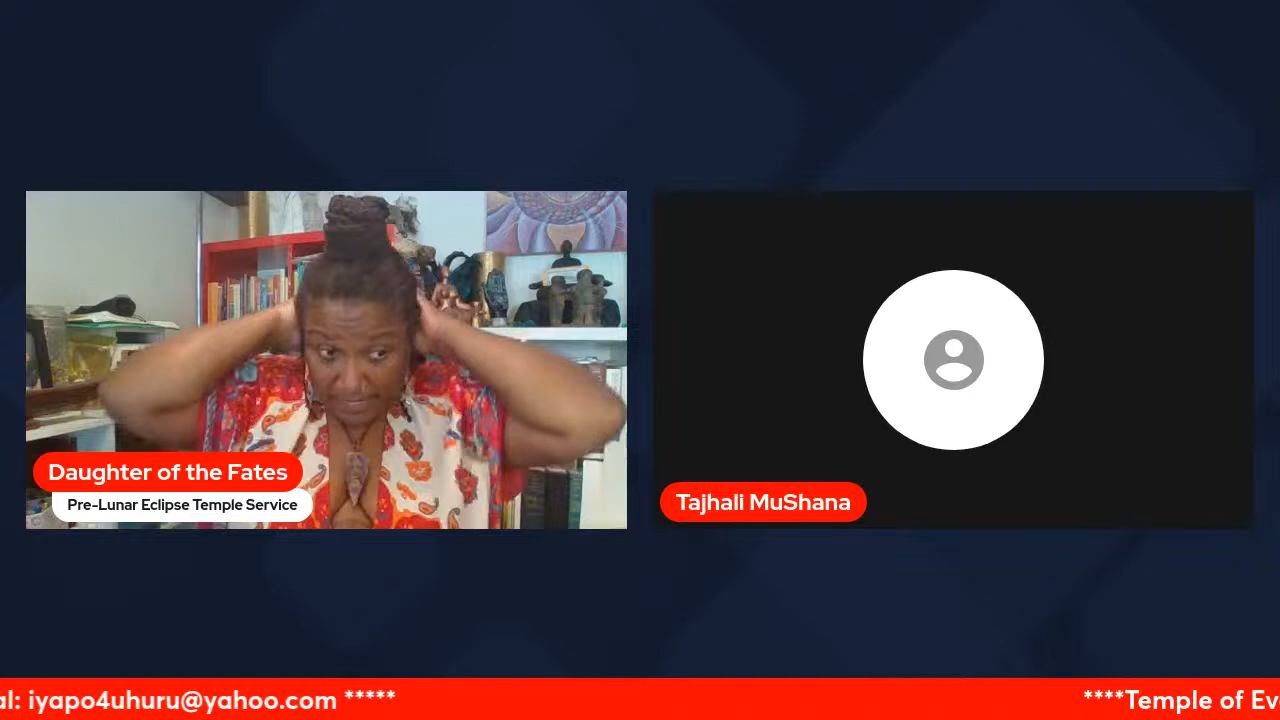 Daughter of the Fates
Pre-Lunar Eclipse Temple Service
Tajhali MuShana
al: iyapo4uhuru@yahoo.com ***** ****Temple of Ev